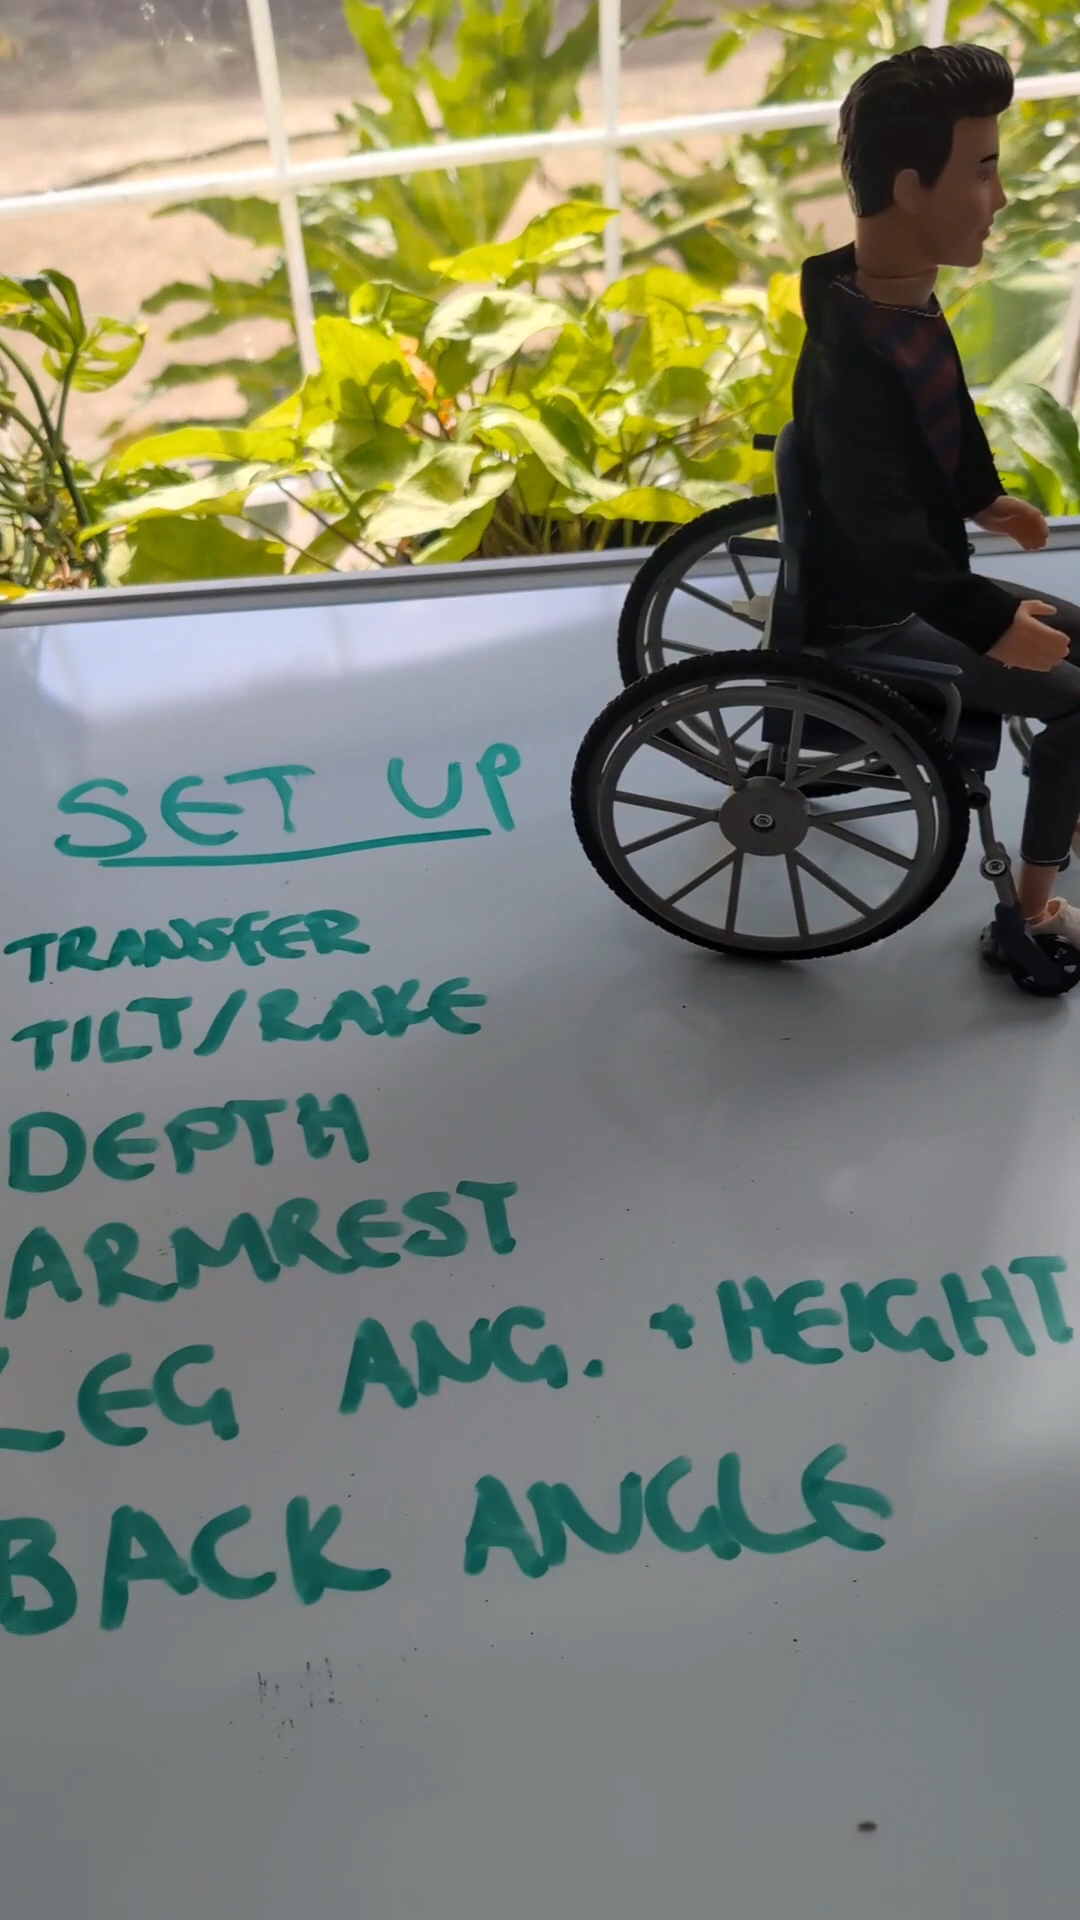 SET UP
TRANSFER
TILT/RAKE
DEPTH
ARMREST
LEG ANG. + HEIGHT
BACK ANGLE